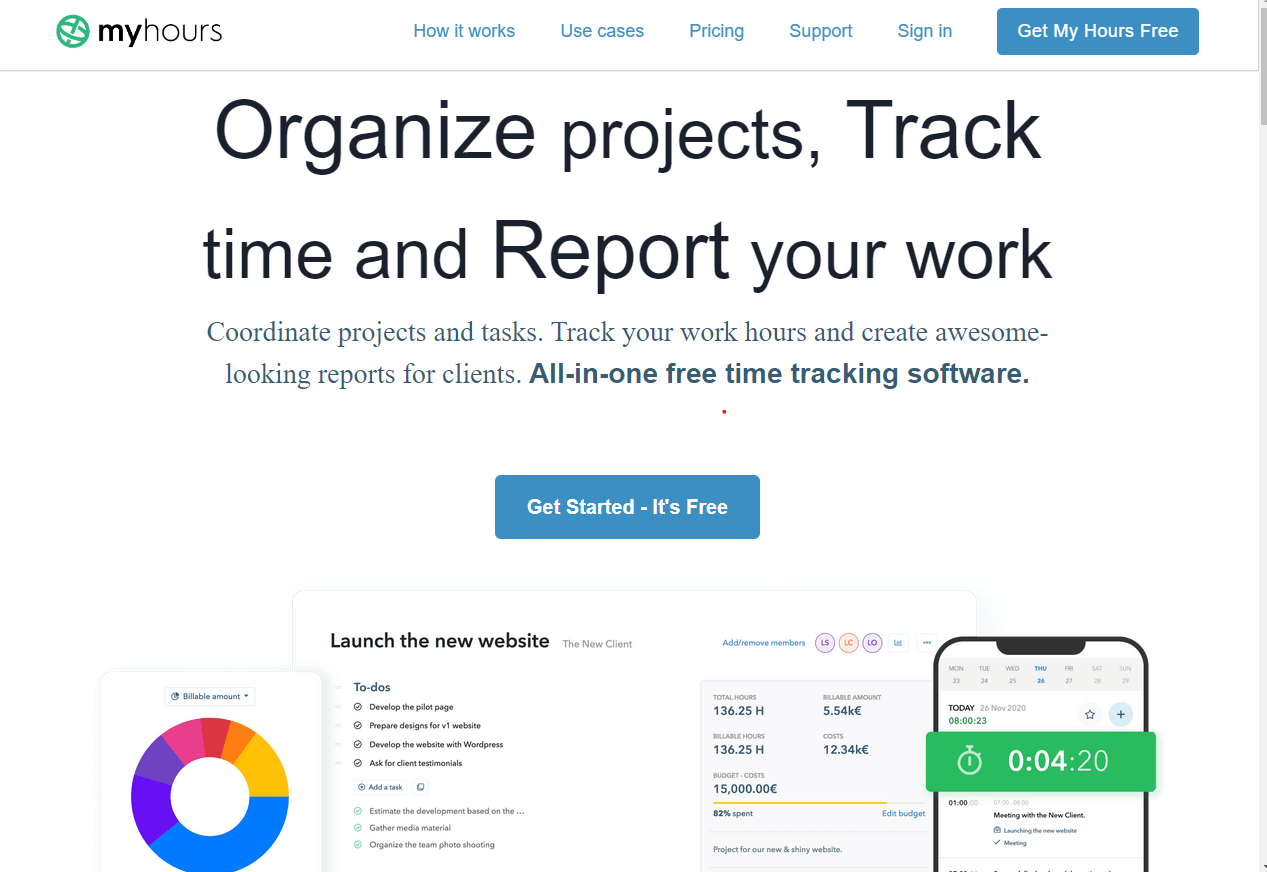 myhours
How it works
Use cases
Pricing
Support
Sign in
Get My Hours Free
Organize projects, Track
time and Report your work
Coordinate projects and tasks. Track your work hours and create awesome-
looking reports for clients. All-in-one free time tracking software.
Get Started - It's Free
Billable amount
Launch the new website
The New Client
Add/remove members
LS
LC
LO
To-dos
Develop the pilot page
Prepare designs for v1 website
Develop the website with Wordpress
Ask for client testimonials
Add a task
Estimate the development based on the ...
Gather media material
Organize the team photo shooting
TOTAL HOURS
136.25 H
BILLABLE AMOUNT
5.54k€
BILLABLE HOURS
136.25 H
COSTS
12.34k€
BUDGET - COSTS
15,000.00€
82% spent
Edit budget
Project for our new & shiny website.
MON TUE WED THU FRI SAT SUN
23 24 25 26 27 28 29
TODAY 26 Nov 2020
08:00:23
0:04:20
01:00:00
07:00 - 08:00
Meeting with the New Client.
Launching the new website
Meeting